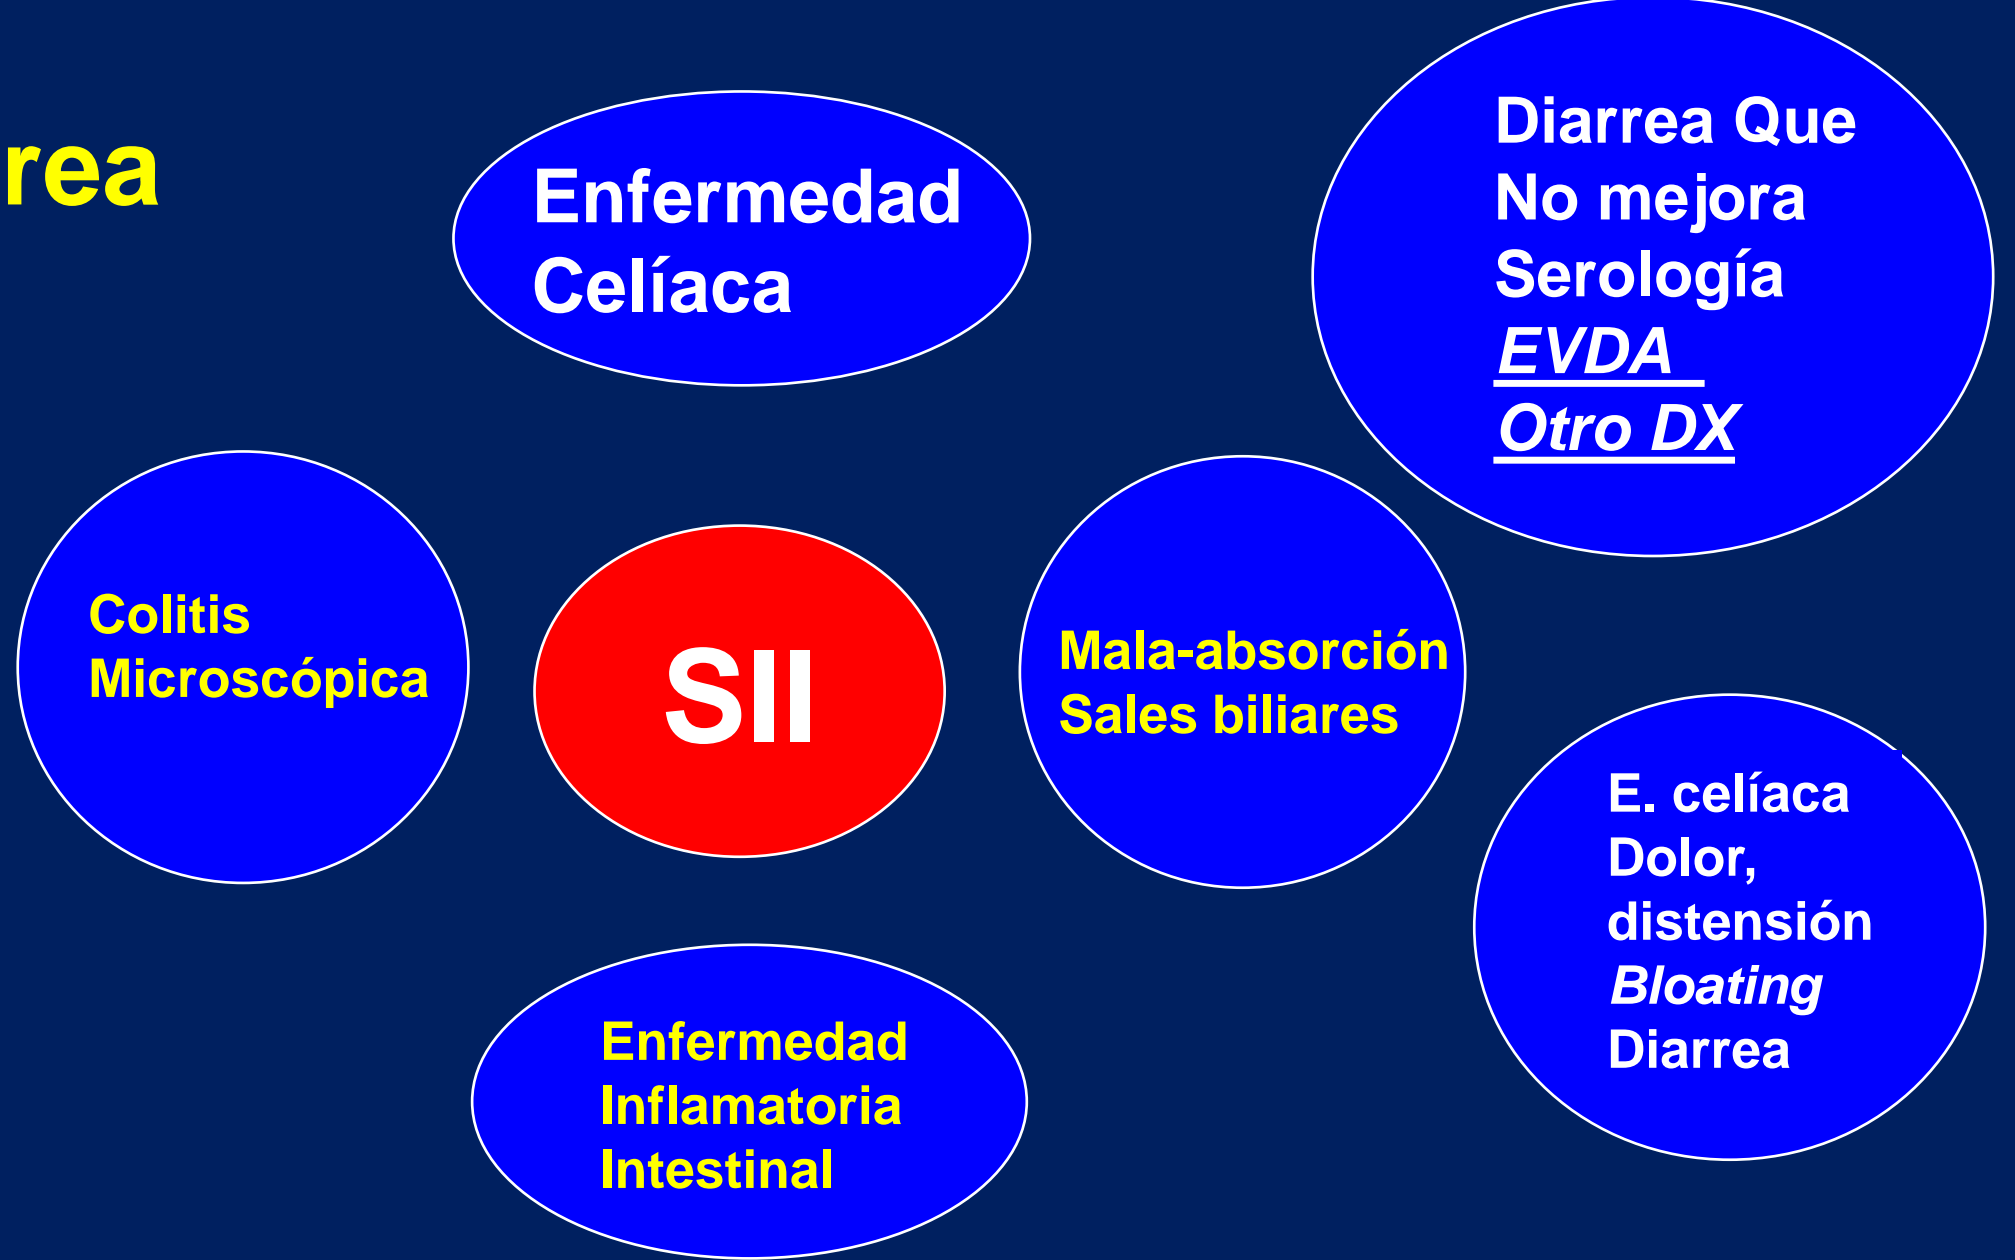 rea
Enfermedad
Celíaca
Diarrea Que
No mejora
Serología
EVDA
Otro DX
Colitis
Microscópica
SII
Mala-absorción
Sales biliares
E. celíaca
Dolor,
distensión
Bloating
Diarrea
Enfermedad
Inflamatoria
Intestinal